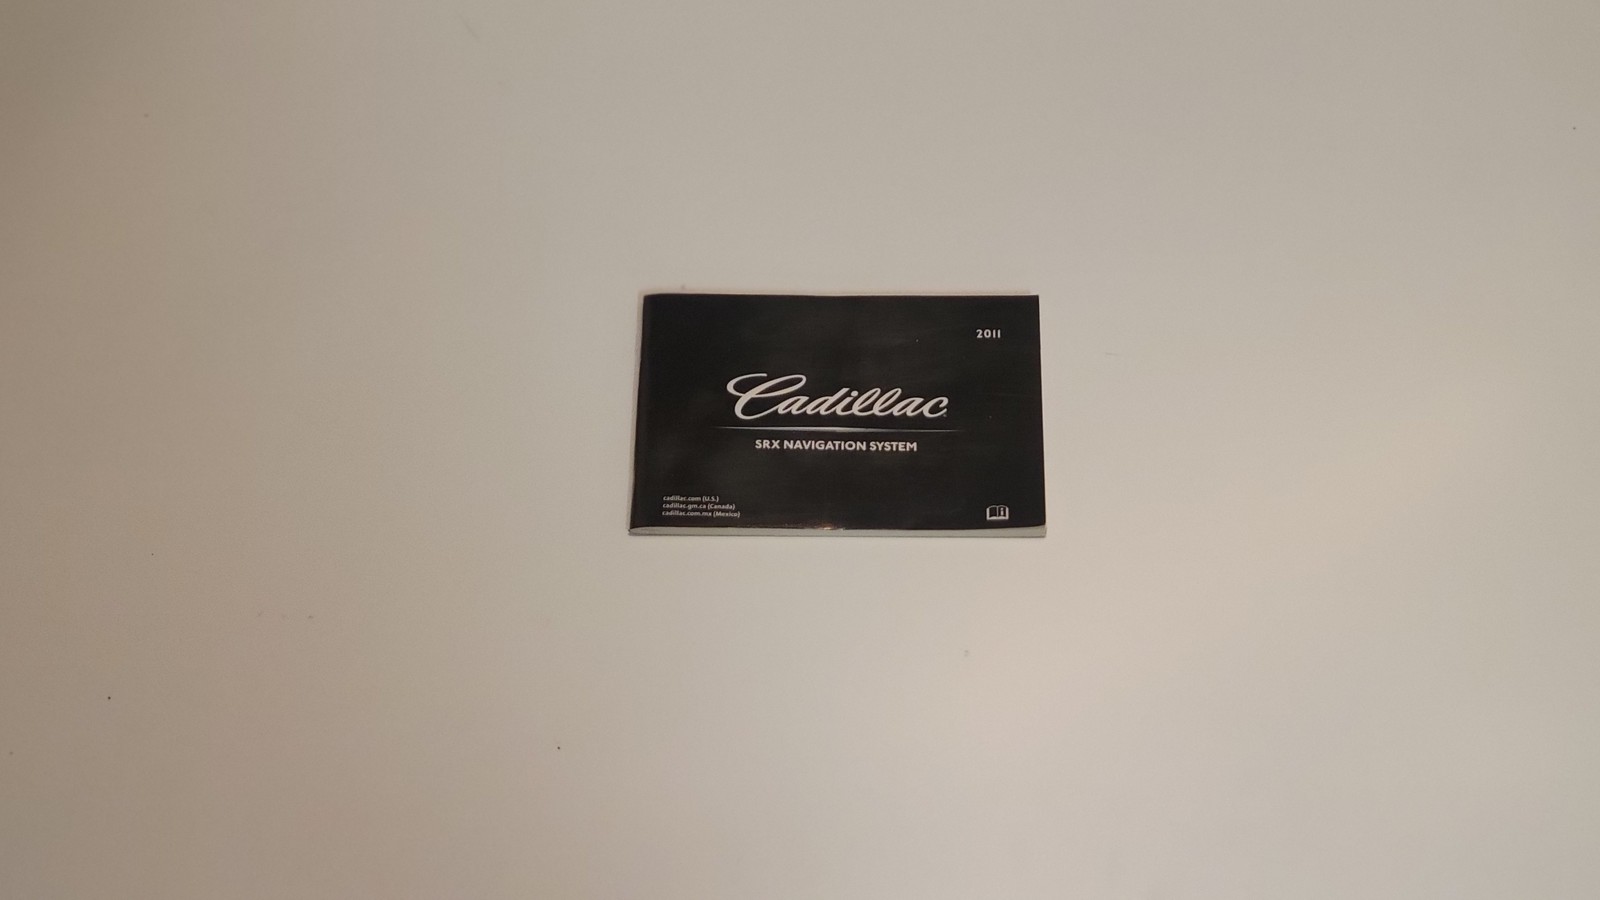 2011
Cadillac
SRX NAVIGATION SYSTEM
cadillac.com (U.S.)
cadillac.gm.ca (Canada)
cadillac.com.mx (Mexico)